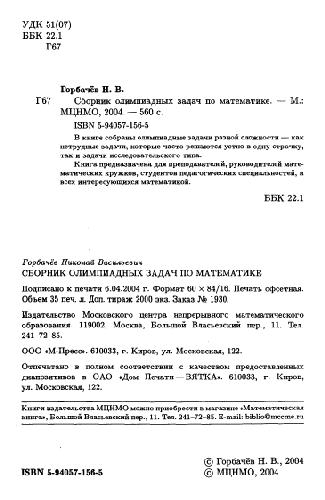 УДК 51(07)
ББК 22.1
Г67
Горбачёв Н. В.
Г67 Сборник олимпиадных задач по математике. — М.:
МЦНМО, 2004. — 560 с.
ISBN 5-94057-156-5
В книге собраны олимпиадные задачи разной сложности — как
нетрудные задачи, которые часто решаются устно в одну строчку,
так и задачи исследовательского типа.
Книга предназначена для преподавателей, руководителей мате-
матических кружков, студентов педагогических специальностей, и
всех интересующихся математикой.
ББК 22.1
Горбачёв Николай Васильевич
СБОРНИК ОЛИМПИАДНЫХ ЗАДАЧ ПО МАТЕМАТИКЕ
Подписано к печати 6.04.2004 г. Формат 60 × 84/16. Печать офсетная.
Объем 35 печ. л. Доп. тираж 2000 экз. Заказ № 1930.
Издательство Московского центра непрерывного математического
образования 119002 Москва, Большой Власьевский пер., 11. Тел.
241-72-85.
ООО «М-Пресс». 610033, г. Киров, ул. Московская, 122.
Отпечатано в полном соответствии с качеством предоставленных
диапозитивов в ОАО «Дом Печати—ВЯТКА». 610033, г. Киров,
ул. Московская, 122.
Книги издательства МЦНМО можно приобрести в магазине «Математическая
книга», Большой Власьевский пер., 11. Тел. 241-72-85. E-mail: biblio@mccme.ru
ISBN 5-94057-156-5
© Горбачёв Н. В., 2004
© МЦНМО, 2004